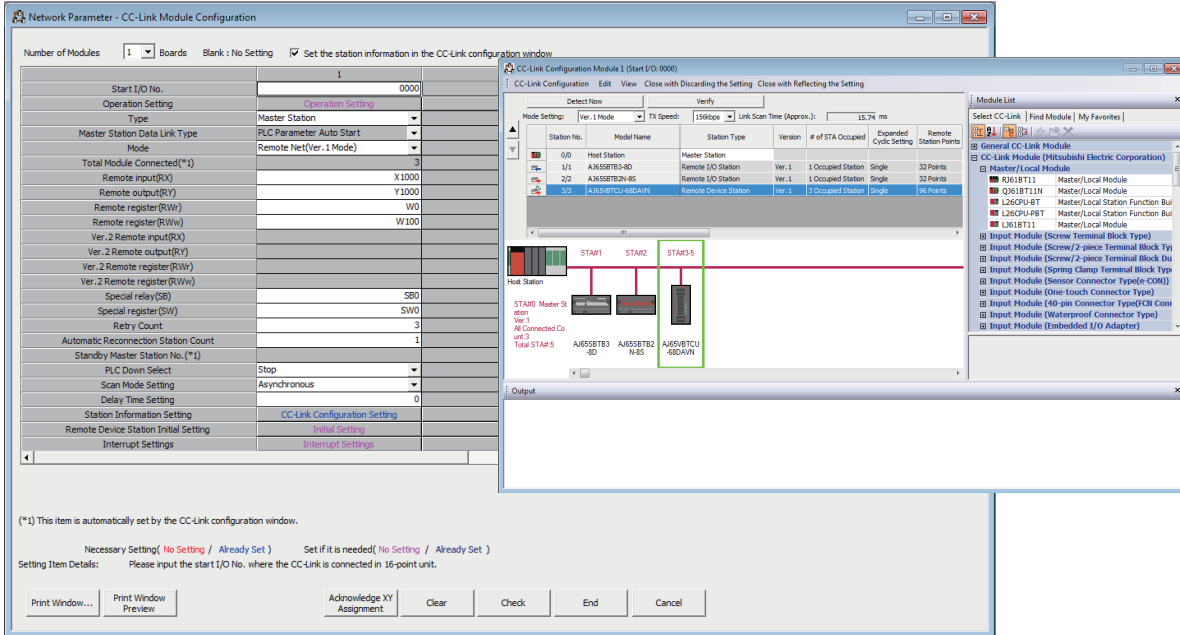 Network Parameter - CC-Link Module Configuration
Number of Modules 1 Boards Blank : No Setting Set the station information in the CC-Link configuration window
1
Start I/O No. 0000
Operation Setting Operation Setting
Type Master Station
Master Station Data Link Type PLC Parameter Auto Start
Mode Remote Net(Ver.1 Mode)
Total Module Connected(*1) 3
Remote input(RX) X1000
Remote output(RY) Y1000
Remote register(RWr) W0
Remote register(RWw) W100
Ver.2 Remote input(RX)
Ver.2 Remote output(RY)
Ver.2 Remote register(RWr)
Ver.2 Remote register(RWw)
Special relay(SB) SB0
Special register(SW) SW0
Retry Count 3
Automatic Reconnection Station Count 1
Standby Master Station No.(*1)
PLC Down Select Stop
Scan Mode Setting Asynchronous
Delay Time Setting 0
Station Information Setting CC-Link Configuration Setting
Remote Device Station Initial Setting Initial Setting
Interrupt Settings Interrupt Settings
(*1) This item is automatically set by the CC-Link configuration window.
Necessary Setting( No Setting / Already Set ) Set if it is needed( No Setting / Already Set )
Setting Item Details: Please input the start I/O No. where the CC-Link is connected in 16-point unit.
Print Window... Print Window Preview Acknowledge XY Assignment Clear Check End Cancel
CC-Link Configuration Module 1 (Start I/O: 0000)
CC-Link Configuration Edit View Close with Discarding the Setting Close with Reflecting the Setting
Detect Now Verify
Mode Setting: Ver.1 Mode TX Speed: 156kbps Link Scan Time (Approx.): 15.74 ms
Station No. Model Name Station Type Version # of STA Occupied Expanded Cyclic Setting Remote Station Points
0/0 Host Station Master Station
1/1 AJ65SBTB3-8D Remote I/O Station Ver.1 1 Occupied Station Single 32 Points
2/2 AJ65SBTB2N-8S Remote I/O Station Ver.1 1 Occupied Station Single 32 Points
3/3 AJ65VBTCU-68DAVN Remote Device Station Ver.1 3 Occupied Station Single 96 Points
STA#1 STA#2 STA#3-5
Host Station
STA#0 Master St
ation
Ver.1
All Connected Co
unt:3
Total STA#:5
AJ65SBTB3
-8D
AJ65SBTB2
N-8S
AJ65VBTCU
-68DAVN
Output
Module List
Select CC-Link Find Module My Favorites
General CC-Link Module
CC-Link Module (Mitsubishi Electric Corporation)
Master/Local Module
RJ61BT11 Master/Local Module
QJ61BT11N Master/Local Module
L26CPU-BT Master/Local Station Function Bui
L26CPU-PBT Master/Local Station Function Bui
LJ61BT11 Master/Local Module
Input Module (Screw Terminal Block Type)
Input Module (Screw/2-piece Terminal Block Typ
Input Module (Screw/2-piece Terminal Block Du
Input Module (Spring Clamp Terminal Block Type
Input Module (Sensor Connector Type(e-CON))
Input Module (One-touch Connector Type)
Input Module (40-pin Connector Type(FCN Conn
Input Module (Waterproof Connector Type)
Input Module (Embedded I/O Adapter)